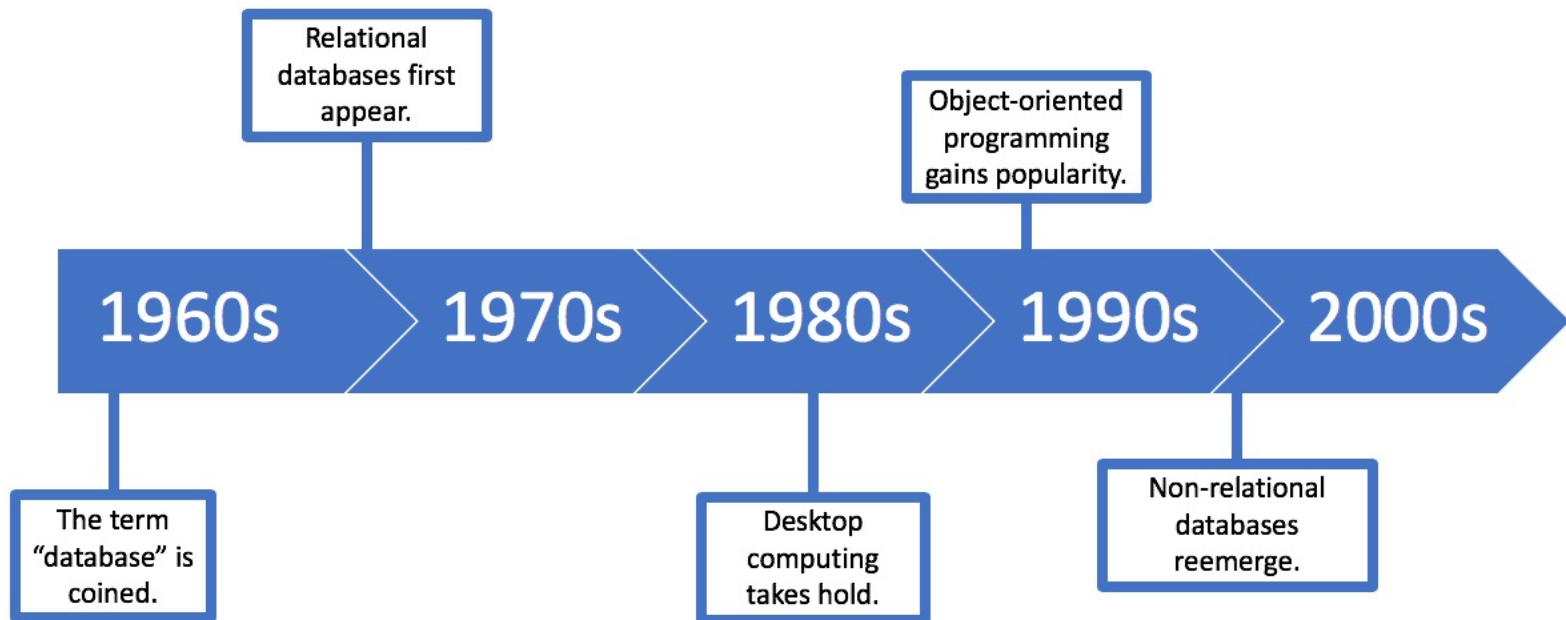 Relational
databases first
appear.
Object-oriented
programming
gains popularity.
1960s
1970s
1980s
1990s
2000s
The term
“database” is
coined.
Desktop
computing
takes hold.
Non-relational
databases
reemerge.